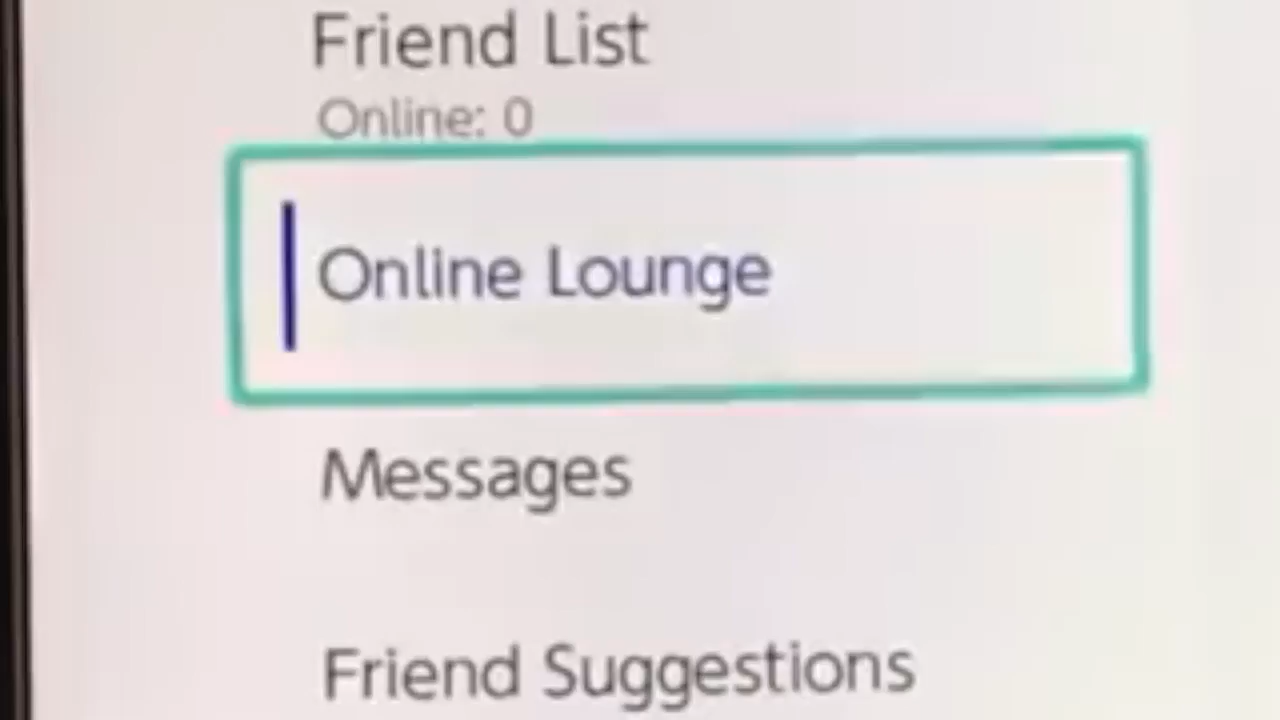 Friend List
Online: 0
Online Lounge
Messages
Friend Suggestions